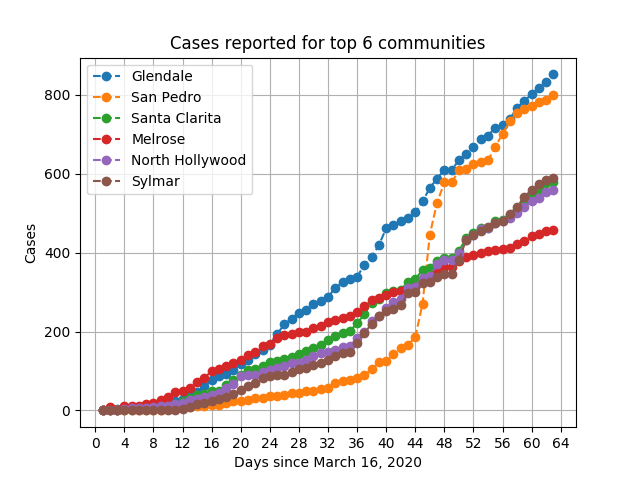 Cases reported for top 6 communities
Glendale
San Pedro
Santa Clarita
Melrose
North Hollywood
Sylmar
800
600
400
200
0
Cases
0 4 8 12 16 20 24 28 32 36 40 44 48 52 56 60 64
Days since March 16, 2020